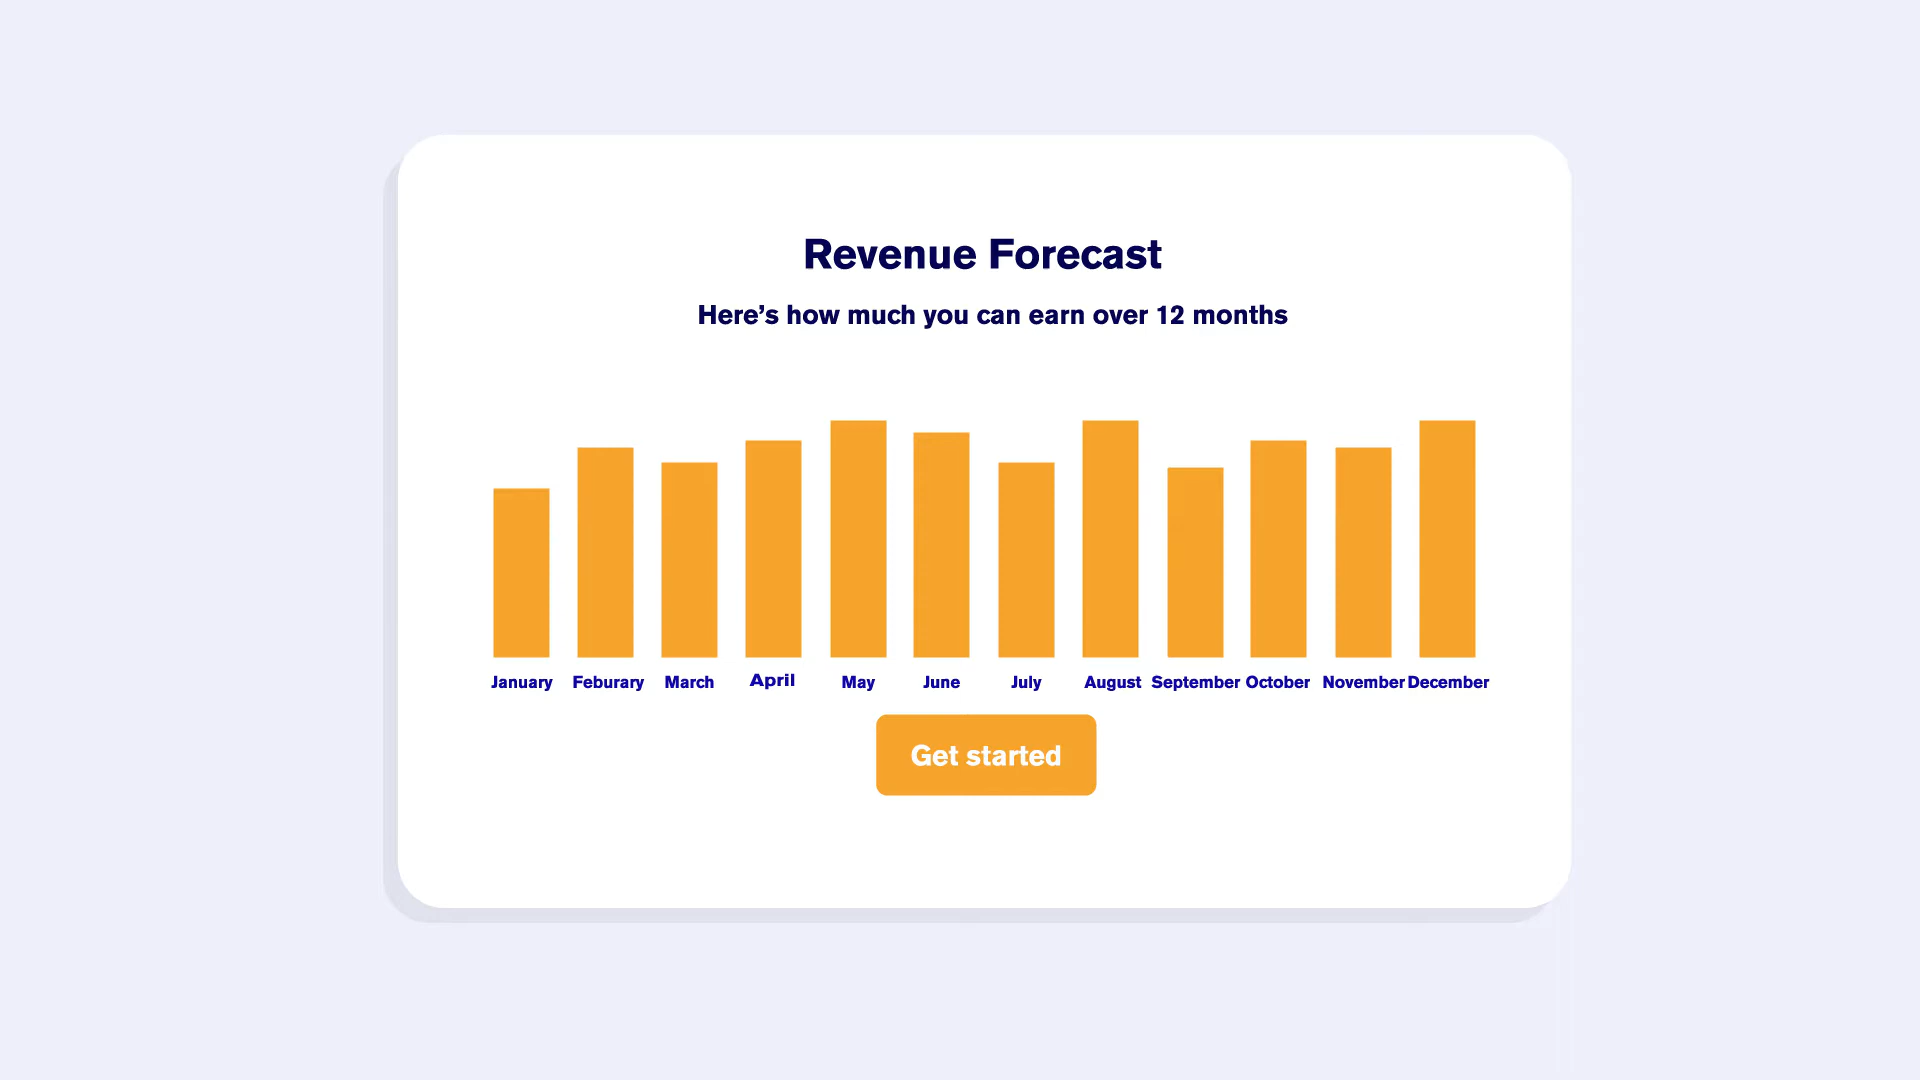 Revenue Forecast
Here’s how much you can earn over 12 months
January Feburary March April May June July August September October November December
Get started